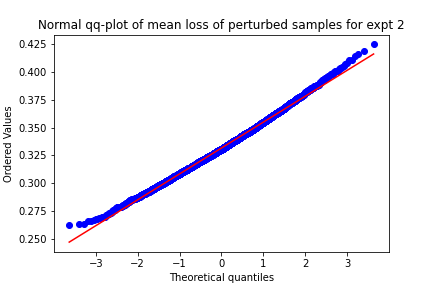 Normal qq-plot of mean loss of perturbed samples for expt 2
Ordered Values
0.425
0.400
0.375
0.350
0.325
0.300
0.275
0.250
−3 −2 −1 0 1 2 3
Theoretical quantiles